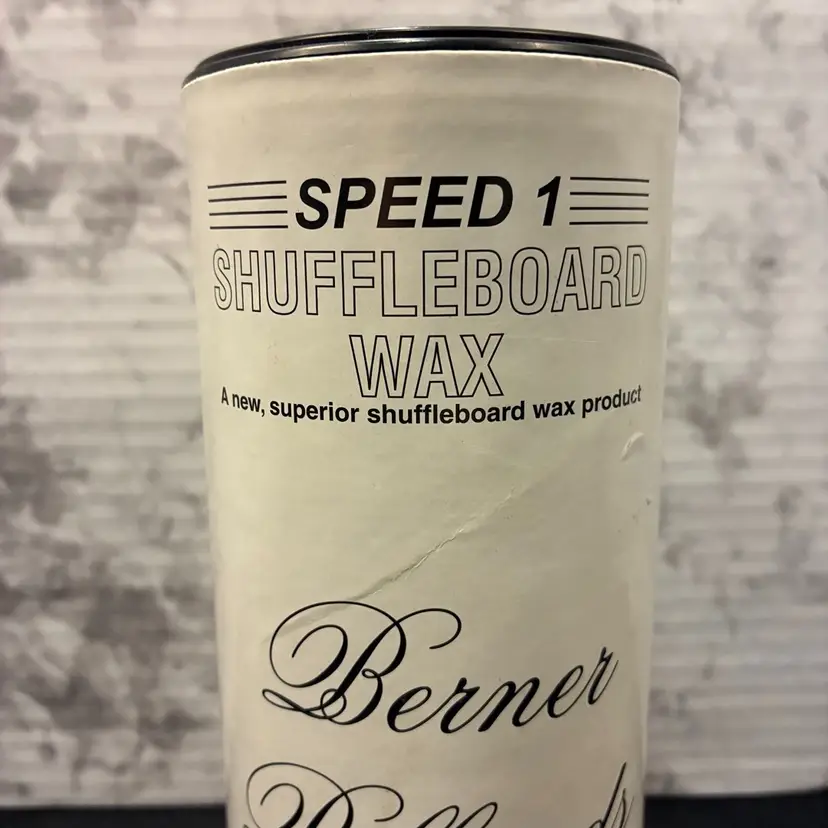 SPEED 1
SHUFFLEBOARD
WAX
A new, superior shuffleboard wax product
Berner